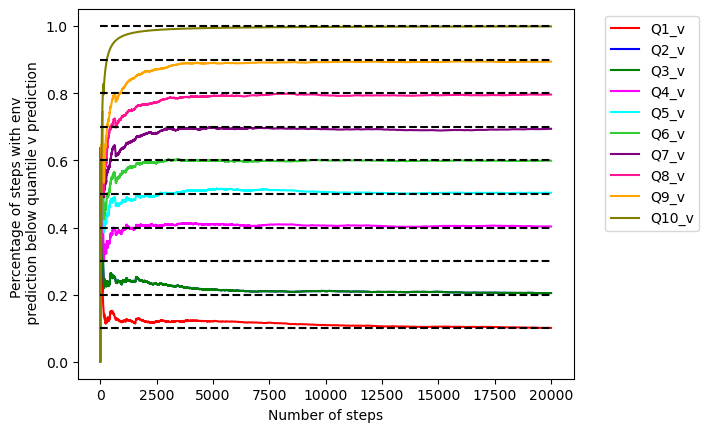 Percentage of steps with env
prediction below quantile v prediction
1.0
0.8
0.6
0.4
0.2
0.0
0
2500
5000
7500
10000
12500
15000
17500
20000
Number of steps
Q1_v
Q2_v
Q3_v
Q4_v
Q5_v
Q6_v
Q7_v
Q8_v
Q9_v
Q10_v